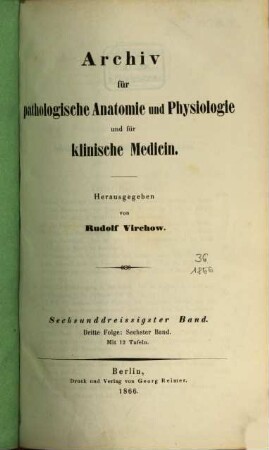 Archiv
für
pathologische Anatomie und Physiologie
und für
klinische Medicin.
Herausgegeben
von
Rudolf Virchow.
36
1866
Sechsunddreissigster Band.
Dritte Folge: Sechster Band.
Mit 12 Tafeln.
Berlin,
Druck und Verlag von Georg Reimer.
1866.